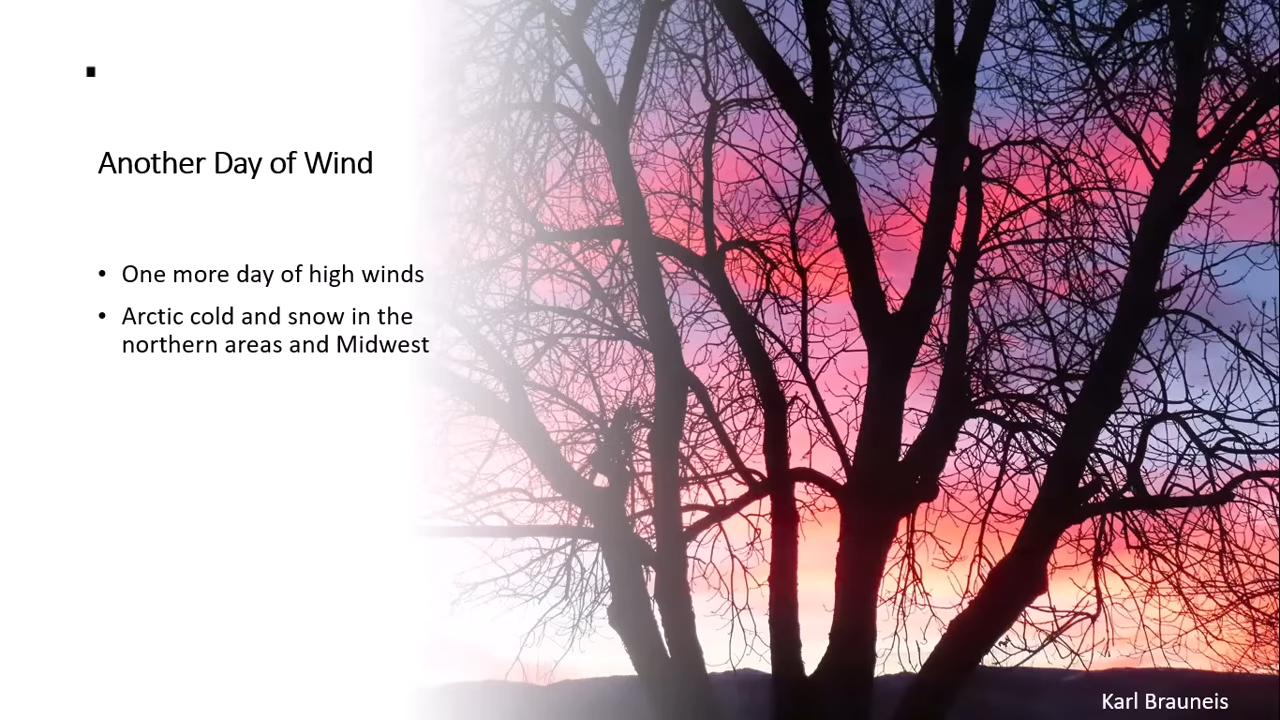 Another Day of Wind
• One more day of high winds
• Arctic cold and snow in the
northern areas and Midwest
Karl Brauneis